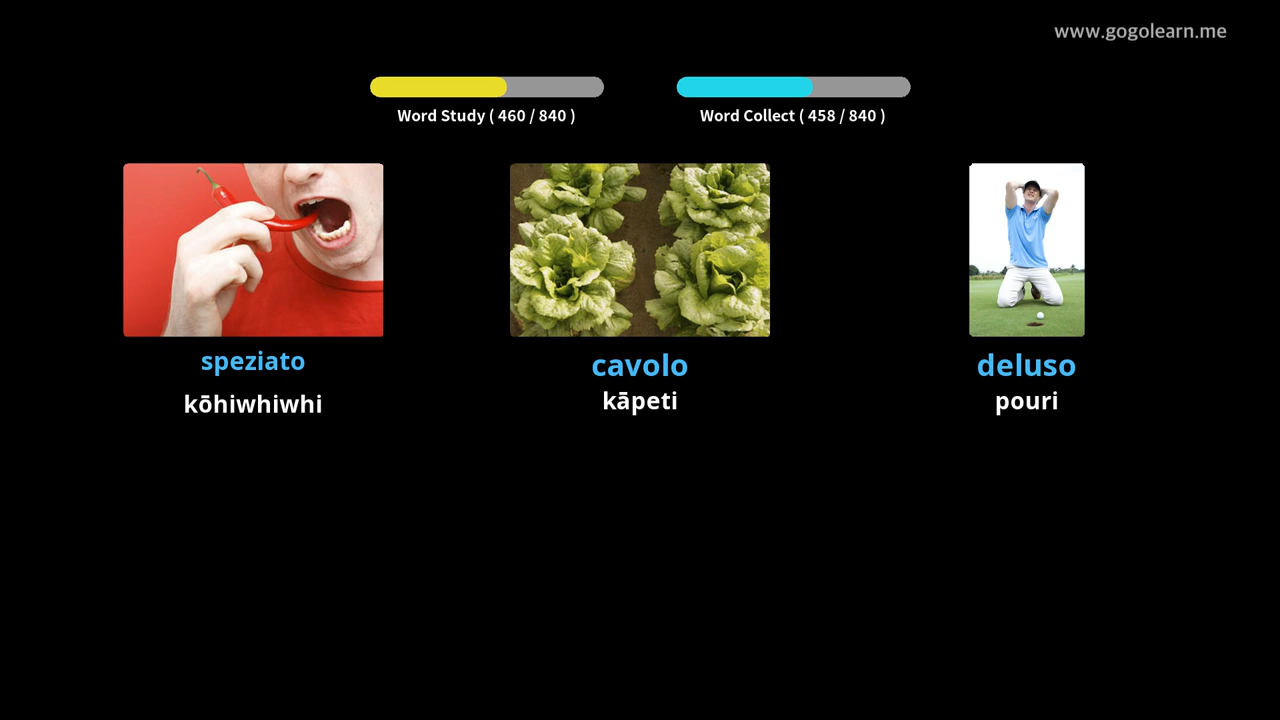 www.gogolearn.me
Word Study ( 460 / 840 )
Word Collect ( 458 / 840 )
speziato
kōhiwhiwhi
cavolo
kāpeti
deluso
pouri